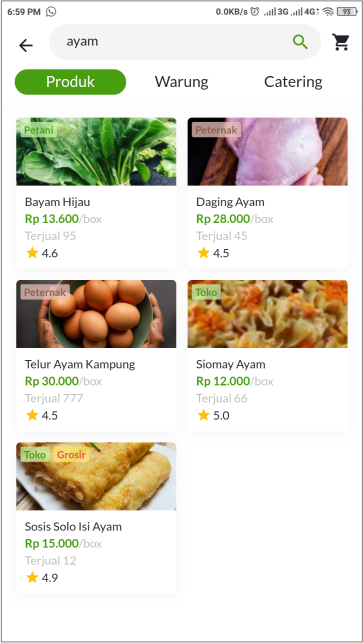 6:59 PM
0.0KB/s 3G 4G+ 93
ayam
Produk Warung Catering
Petani
Bayam Hijau
Rp 13.600/box
Terjual 95
4.6
Peternak
Daging Ayam
Rp 28.000/box
Terjual 45
4.5
Peternak
Telur Ayam Kampung
Rp 30.000/box
Terjual 777
4.5
Toko
Siomay Ayam
Rp 12.000/box
Terjual 66
5.0
Toko Grosir
Sosis Solo Isi Ayam
Rp 15.000/box
Terjual 12
4.9